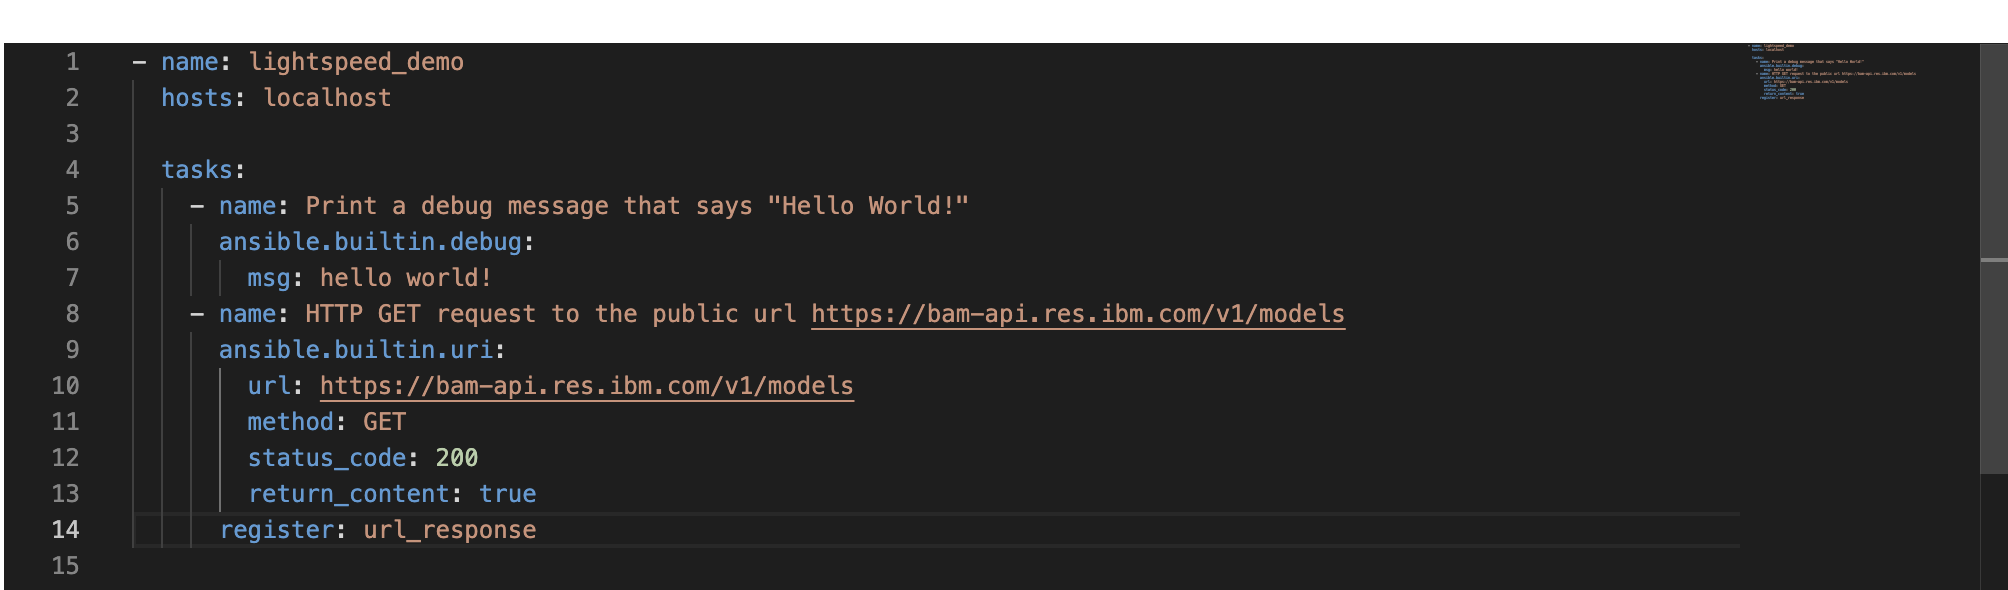 1 - name: lightspeed_demo
2 hosts: localhost
3
4 tasks:
5 - name: Print a debug message that says "Hello World!"
6 ansible.builtin.debug:
7 msg: hello world!
8 - name: HTTP GET request to the public url https://bam-api.res.ibm.com/v1/models
9 ansible.builtin.uri:
10 url: https://bam-api.res.ibm.com/v1/models
11 method: GET
12 status_code: 200
13 return_content: true
14 register: url_response
15